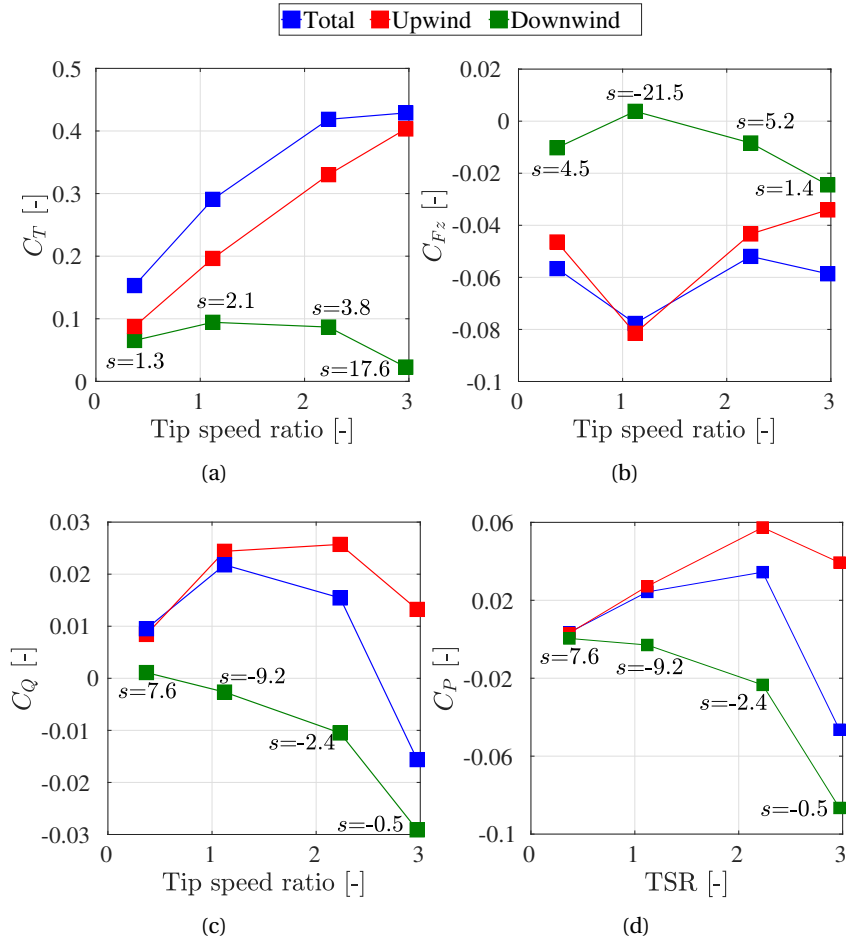 Total Upwind Downwind
0.5
0.4
0.3
0.2
0.1
0
C_T [-]
s=1.3
s=2.1
s=3.8
s=17.6
0 1 2 3
Tip speed ratio [-]
(a)
0.02
0
-0.02
-0.04
-0.06
-0.08
-0.1
C_{Fz} [-]
s=4.5
s=-21.5
s=5.2
s=1.4
0 1 2 3
Tip speed ratio [-]
(b)
0.03
0.02
0.01
0
-0.01
-0.02
-0.03
C_Q [-]
s=7.6
s=-9.2
s=-2.4
s=-0.5
0 1 2 3
Tip speed ratio [-]
(c)
0.06
0.02
-0.02
-0.06
-0.1
C_P [-]
s=7.6
s=-9.2
s=-2.4
s=-0.5
0 1 2 3
TSR [-]
(d)